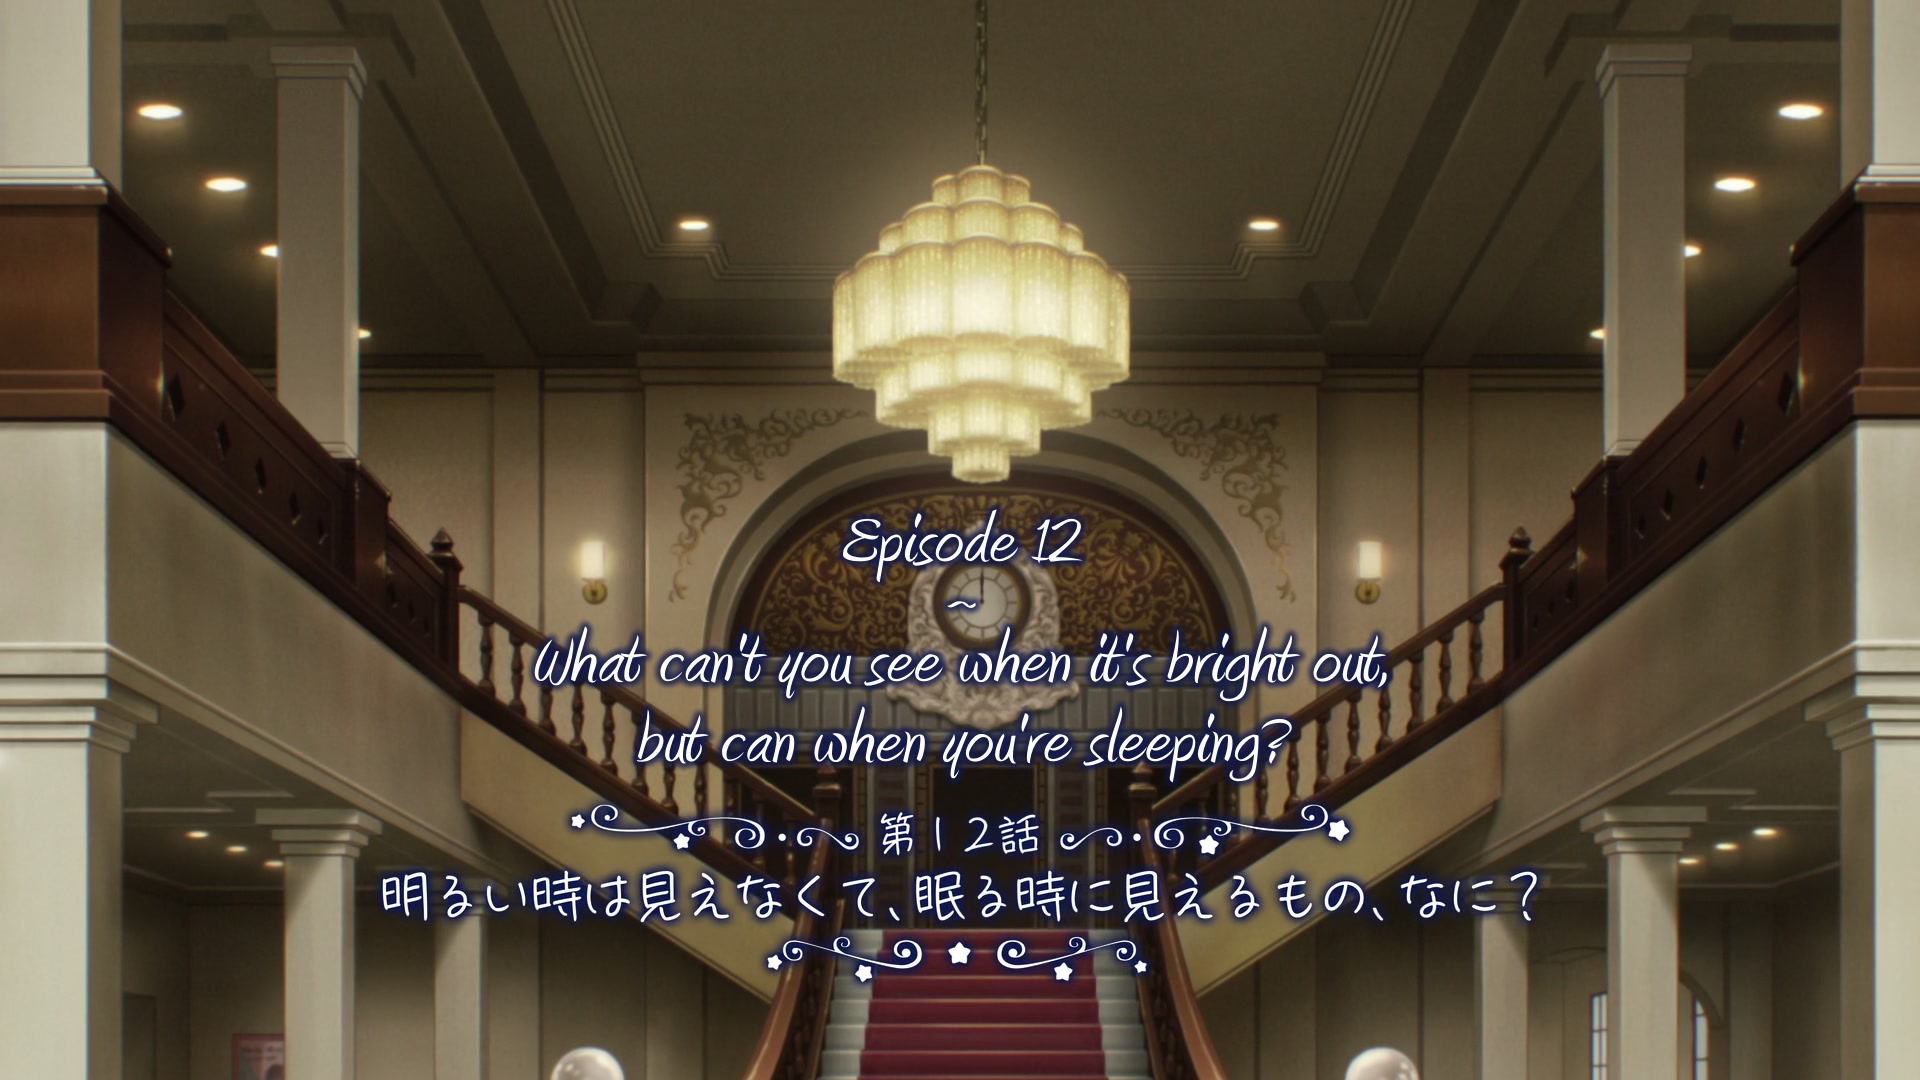 Episode 12
~
What can't you see when it's bright out,
but can when you're sleeping?
第12話
明るい時は見えなくて、眠る時に見えるもの、なに？